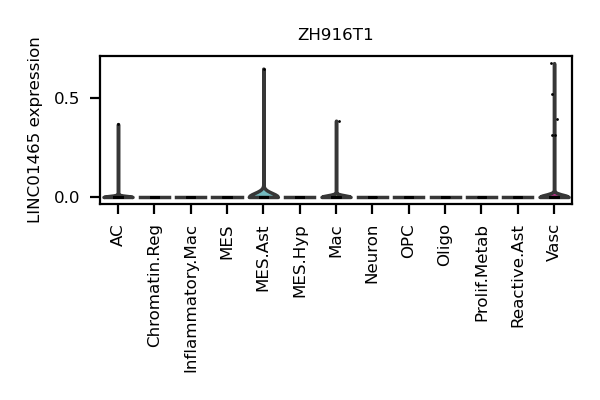 ZH916T1
LINC01465 expression
0.5
0.0
AC
Chromatin.Reg
Inflammatory.Mac
MES
MES.Ast
MES.Hyp
Mac
Neuron
OPC
Oligo
Prolif.Metab
Reactive.Ast
Vasc